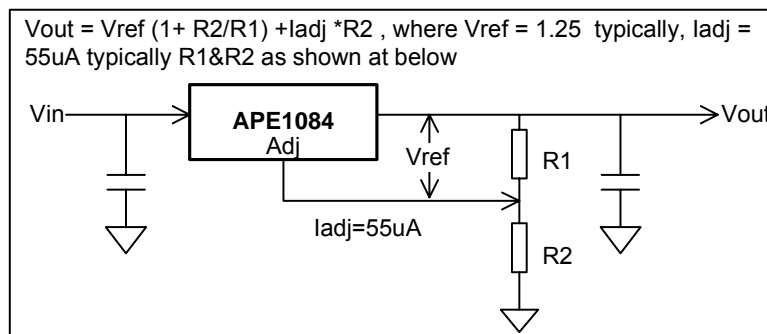 Vout = Vref (1+ R2/R1) +Iadj *R2 , where Vref = 1.25  typically, Iadj =
55uA typically R1&R2 as shown at below
Vin
APE1084
Adj
Vout
Vref
R1
Iadj=55uA
R2